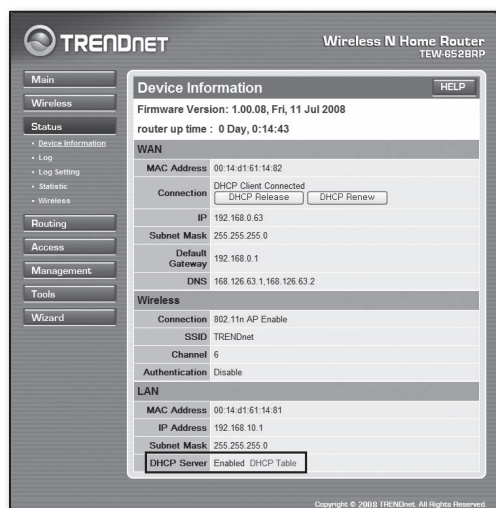 TRENDNET
Wireless N Home Router
TEW-652BRP
Main
Wireless
Status
• Device Information
• Log
• Log Setting
• Statistic
• Wireless
Routing
Access
Management
Tools
Wizard
Device Information
HELP
Firmware Version: 1.00.08, Fri, 11 Jul 2008
router up time : 0 Day, 0:14:43
WAN
MAC Address 00:14:d1:61:14:82
Connection DHCP Client Connected
DHCP Release DHCP Renew
IP 192.168.0.63
Subnet Mask 255.255.255.0
Default Gateway 192.168.0.1
DNS 168.126.63.1,168.126.63.2
Wireless
Connection 802.11n AP Enable
SSID TRENDnet
Channel 6
Authentication Disable
LAN
MAC Address 00:14:d1:61:14:81
IP Address 192.168.10.1
Subnet Mask 255.255.255.0
DHCP Server Enabled DHCP Table
Copyright © 2008 TRENDnet. All Rights Reserved.